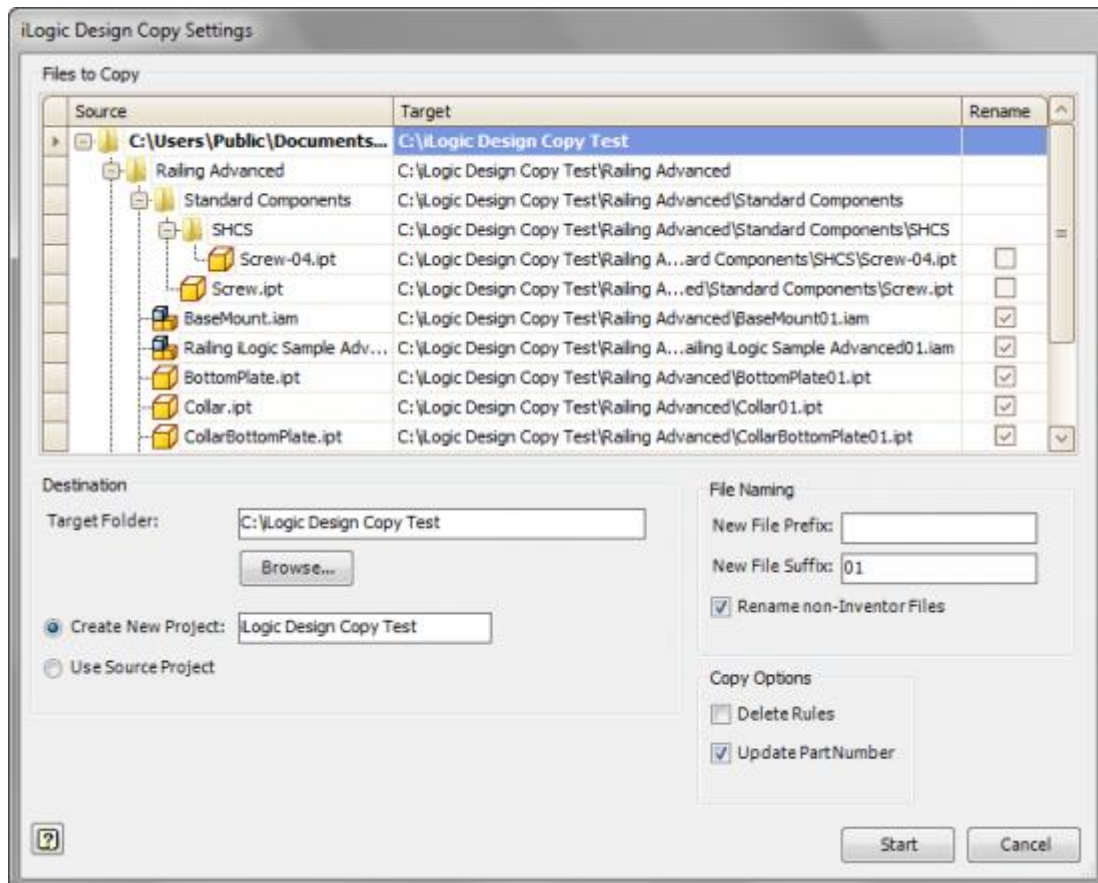 iLogic Design Copy Settings
Files to Copy
Source Target Rename
C:\Users\Public\Documents... C:\iLogic Design Copy Test
Railing Advanced C:\iLogic Design Copy Test\Railing Advanced
Standard Components C:\iLogic Design Copy Test\Railing Advanced\Standard Components
SHCS C:\iLogic Design Copy Test\Railing Advanced\Standard Components\SHCS
Screw-04.ipt C:\iLogic Design Copy Test\Railing A...ard Components\SHCS\Screw-04.ipt
Screw.ipt C:\iLogic Design Copy Test\Railing A...ed\Standard Components\Screw.ipt
BaseMount.iam C:\iLogic Design Copy Test\Railing Advanced\BaseMount01.iam
Railing iLogic Sample Adv... C:\iLogic Design Copy Test\Railing A...ailing iLogic Sample Advanced01.iam
BottomPlate.ipt C:\iLogic Design Copy Test\Railing Advanced\BottomPlate01.ipt
Collar.ipt C:\iLogic Design Copy Test\Railing Advanced\Collar01.ipt
CollarBottomPlate.ipt C:\iLogic Design Copy Test\Railing Advanced\CollarBottomPlate01.ipt
Destination
Target Folder: C:\iLogic Design Copy Test
Browse...
Create New Project: iLogic Design Copy Test
Use Source Project
File Naming
New File Prefix:
New File Suffix: 01
Rename non-Inventor Files
Copy Options
Delete Rules
Update PartNumber
?
Start Cancel